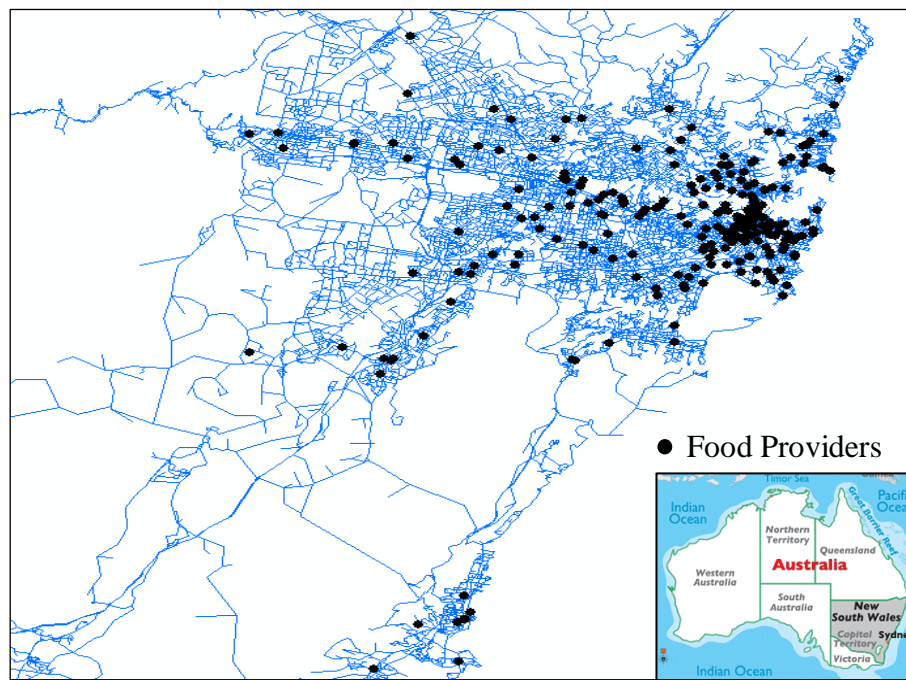 Food Providers
Timor Sea
Indian
Ocean
Great Barrier Reef
Northern
Territory
Queensland
Western
Australia
Australia
South
Australia
New
South Wales
Capital
Territory
Sydne
Victoria
Indian Ocean